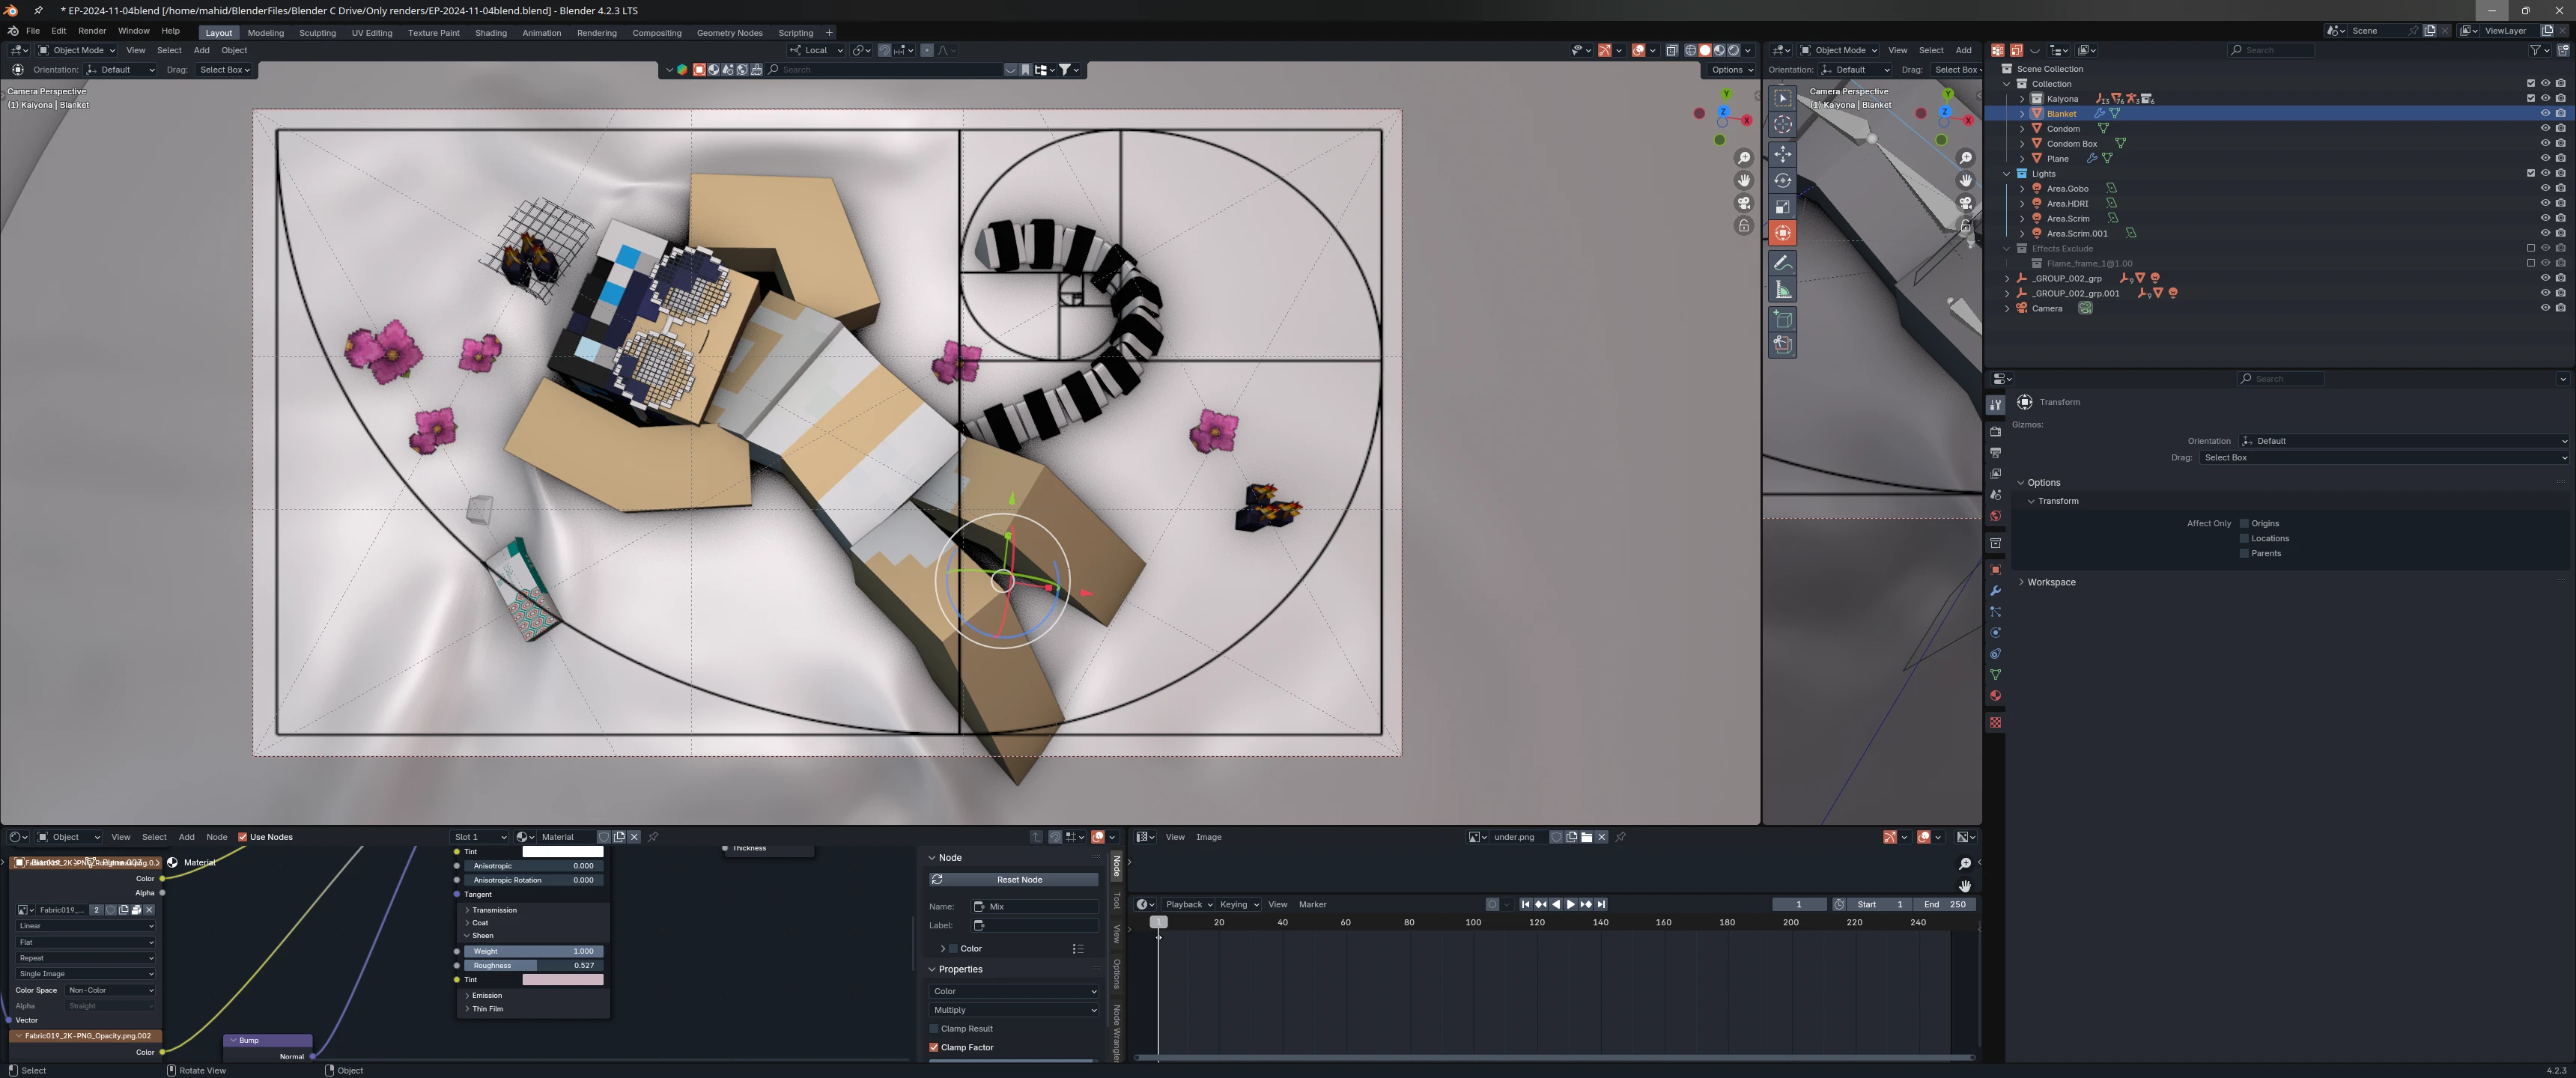 * EP-2024-11-04blend [/home/mahid/BlenderFiles/Blender C Drive/Only renders/EP-2024-11-04blend.blend] - Blender 4.2.3 LTS
File Edit Render Window Help Layout Modeling Sculpting UV Editing Texture Paint Shading Animation Rendering Compositing Geometry Nodes Scripting + Scene ViewLayer
Object Mode View Select Add Object Local Object Mode View Select Add Search
Orientation: Default Drag: Select Box Search Options Orientation: Default Drag: Select Box
Camera Perspective
(1) Kaiyona | Blanket
Camera Perspective
(1) Kaiyona | Blanket
Scene Collection
Collection
Kaiyona
Blanket
Condom
Condom Box
Plane
Lights
Area.Gobo
Area.HDRI
Area.Scrim
Area.Scrim.001
Effects Exclude
Flame_frame_1@1.00
_GROUP_002_grp
_GROUP_002_grp.001
Camera
Search
Transform
Gizmos:
Orientation Default
Drag: Select Box
Options
Transform
Affect Only Origins
Locations
Parents
Workspace
Object View Select Add Node Use Nodes Slot 1 Material
Material
Color
Alpha
Fabric019_... 2
Linear
Flat
Repeat
Single Image
Color Space Non-Color
Alpha Straight
Vector
Fabric019_2K-PNG_Opacity.png.002
Color
Bump
Normal
Tint
Anisotropic 0.000
Anisotropic Rotation 0.000
Tangent
Transmission
Coat
Sheen
Weight 1.000
Roughness 0.527
Tint
Emission
Thin Film
Thickness
Node
Reset Node
Name: Mix
Label:
Color
Properties
Color
Multiply
Clamp Result
Clamp Factor
Node
Tool
View
Options
Node Wrangler
View Image under.png
Playback Keying View Marker 1 Start 1 End 250
1 20 40 60 80 100 120 140 160 180 200 220 240
Select Rotate View Object 4.2.3